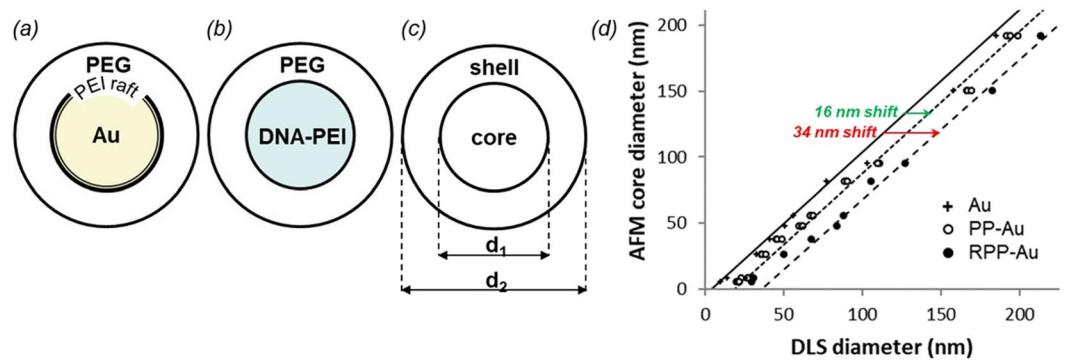 (a)
PEG
PEI raft
Au
(b)
PEG
DNA-PEI
(c)
shell
core
d1
d2
(d)
AFM core diameter (nm)
200
150
100
50
0
16 nm shift
34 nm shift
Au
PP-Au
RPP-Au
0 50 100 150 200
DLS diameter (nm)